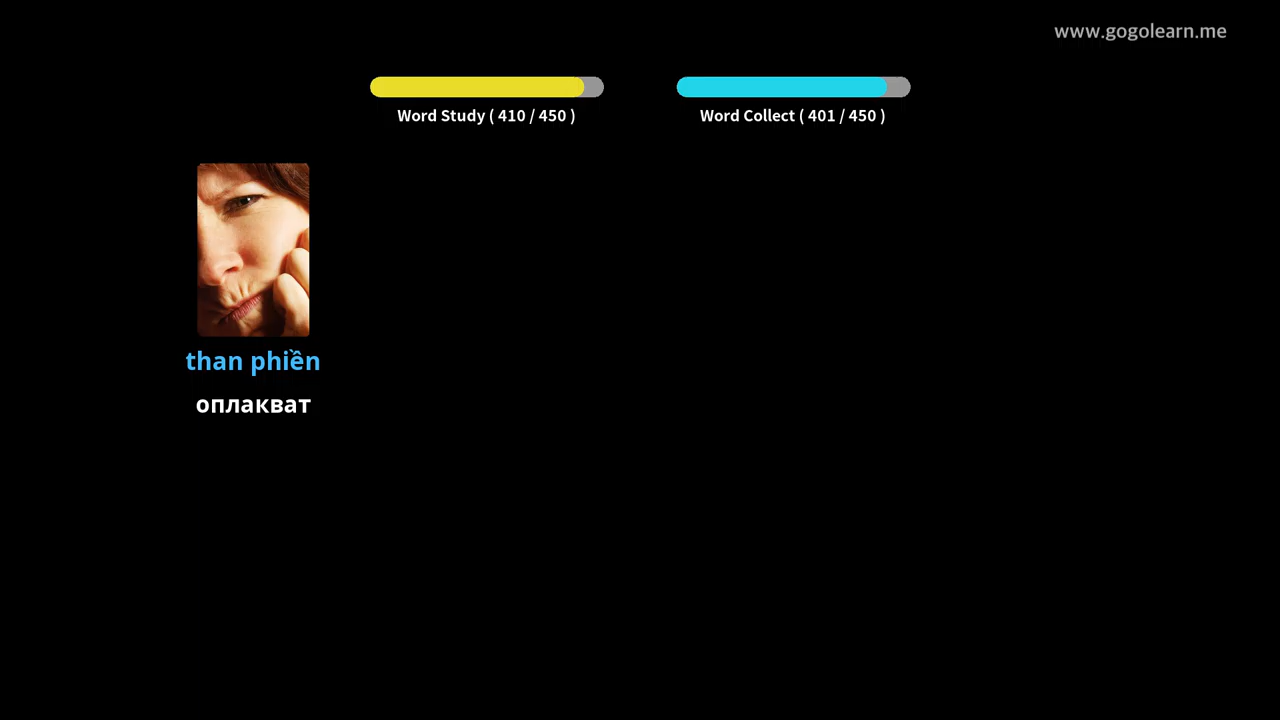 www.gogolearn.me
Word Study ( 410 / 450 )
Word Collect ( 401 / 450 )
than phiền
оплакват